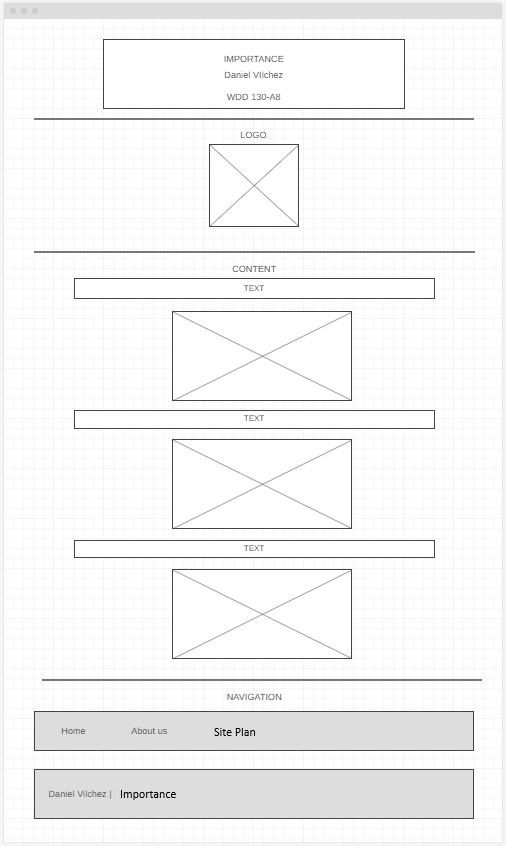 IMPORTANCE
Daniel VIlchez
WDD 130-A8
LOGO
CONTENT
TEXT
TEXT
TEXT
NAVIGATION
Home About us Site Plan
Daniel Vilchez | Importance